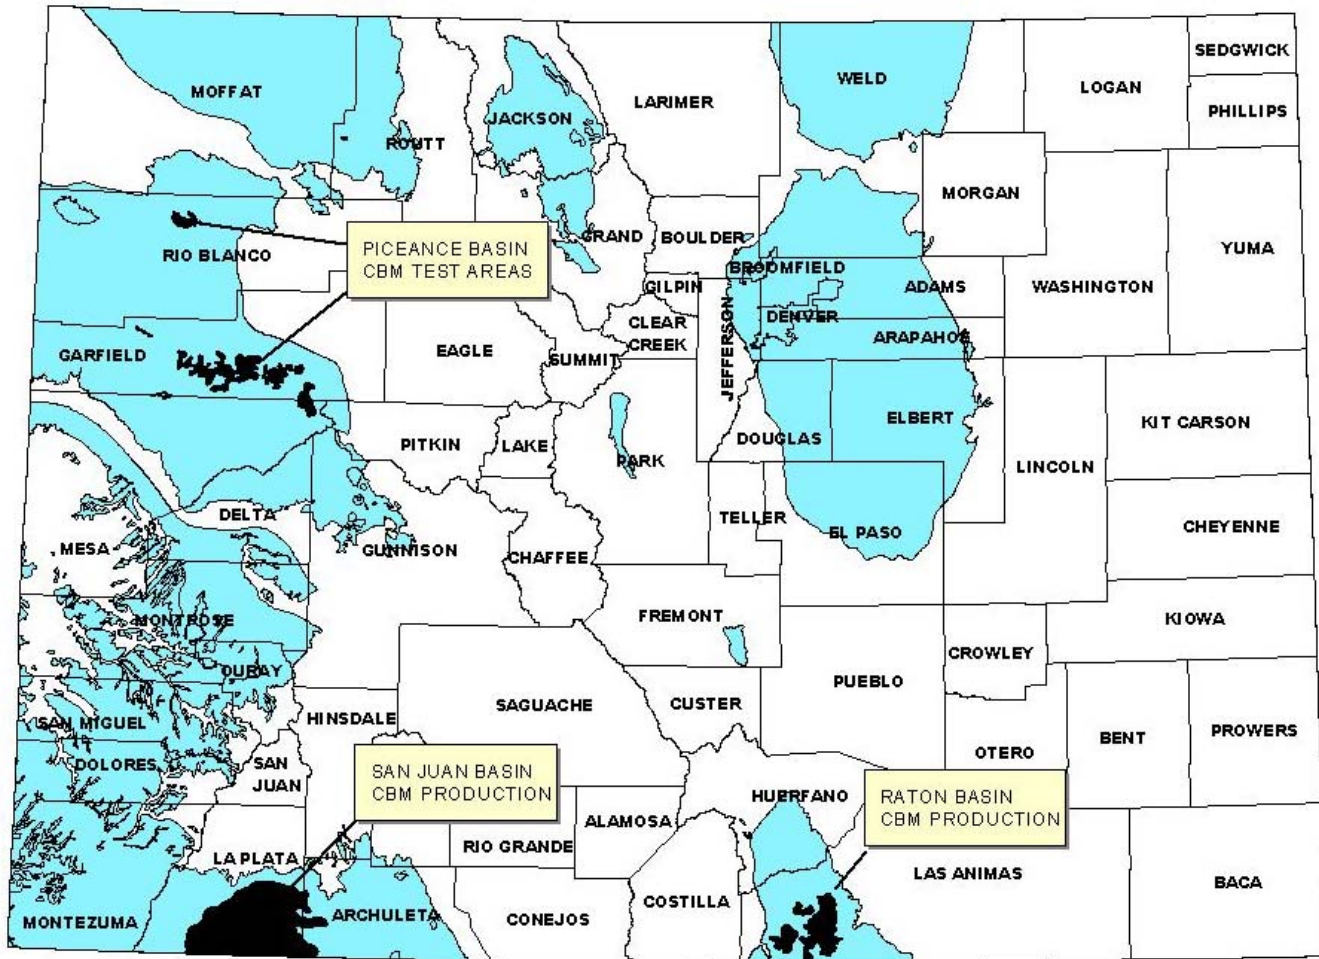 SEDGWICK
MOFFAT
WELD
LOGAN
LARIMER
PHILLIPS
JACKSON
ROUTT
MORGAN
GRAND
BOULDER
YUMA
PICEANCE BASIN
CBM TEST AREAS
RIO BLANCO
BROOMFIELD
GILPIN
ADAMS
WASHINGTON
CLEAR
CREEK
JEFFERSON
DENVER
ARAPAHOE
GARFIELD
EAGLE
SUMMIT
ELBERT
KIT CARSON
PITKIN
LAKE
DOUGLAS
PARK
LINCOLN
DELTA
TELLER
CHEYENNE
MESA
GUNNISON
CHAFFEE
EL PASO
MONTROSE
FREMONT
KIOWA
CROWLEY
OURAY
PUEBLO
SAGUACHE
CUSTER
HINSDALE
SAN MIGUEL
OTERO
BENT
PROWERS
DOLORES
SAN
JUAN
SAN JUAN BASIN
CBM PRODUCTION
HUERFANO
RATON BASIN
CBM PRODUCTION
ALAMOSA
RIO GRANDE
LA PLATA
LAS ANIMAS
BACA
COSTILLA
MONTEZUMA
ARCHULETA
CONEJOS